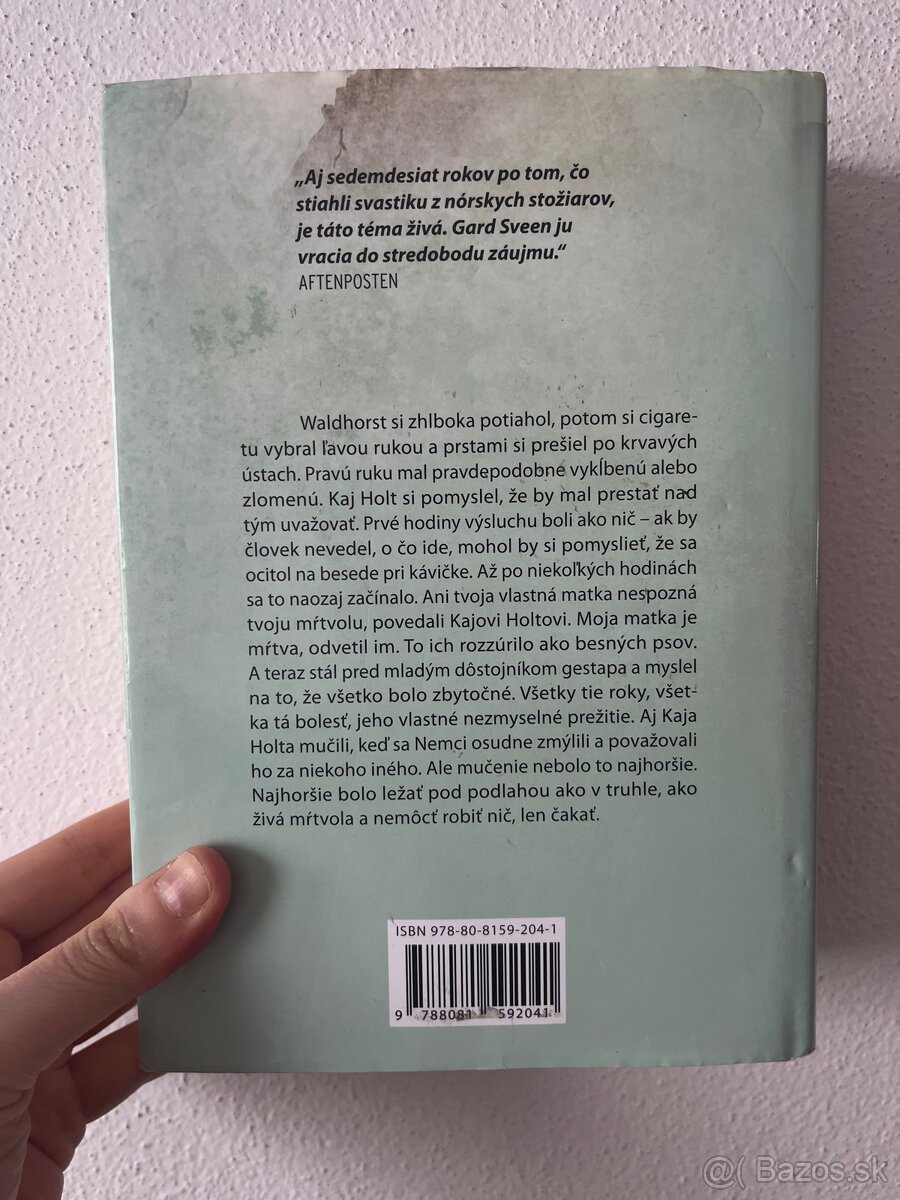 „Aj sedemdesiat rokov po tom, čo
stiahli svastiku z nórskych stožiarov,
je táto téma živá. Gard Sveen ju
vracia do stredobodu záujmu.“
AFTENPOSTEN
Waldhorst si zhlboka potiahol, potom si cigare-
tu vybral ľavou rukou a prstami si prešiel po krvavých
ústach. Pravú ruku mal pravdepodobne vykĺbenú alebo
zlomenú. Kaj Holt si pomyslel, že by mal prestať nad
tým uvažovať. Prvé hodiny výsluchu boli ako nič – ak by
človek nevedel, o čo ide, mohol by si pomyslieť, že sa
ocitol na besede pri kávičke. Až po niekoľkých hodinách
sa to naozaj začínalo. Ani tvoja vlastná matka nespozná
tvoju mŕtvolu, povedali Kajovi Holtovi. Moja matka je
mŕtva, odvetil im. To ich rozzúrilo ako besných psov.
A teraz stál pred mladým dôstojníkom gestapa a myslel
na to, že všetko bolo zbytočné. Všetky tie roky, všet-
ka tá bolesť, jeho vlastné nezmyselné prežitie. Aj Kaja
Holta mučili, keď sa Nemci osudne zmýlili a považovali
ho za niekoho iného. Ale mučenie nebolo to najhoršie.
Najhoršie bolo ležať pod podlahou ako v truhle, ako
živá mŕtvola a nemôcť robiť nič, len čakať.
ISBN 978-80-8159-204-1
9 788081 592041
@( Bazos.sk